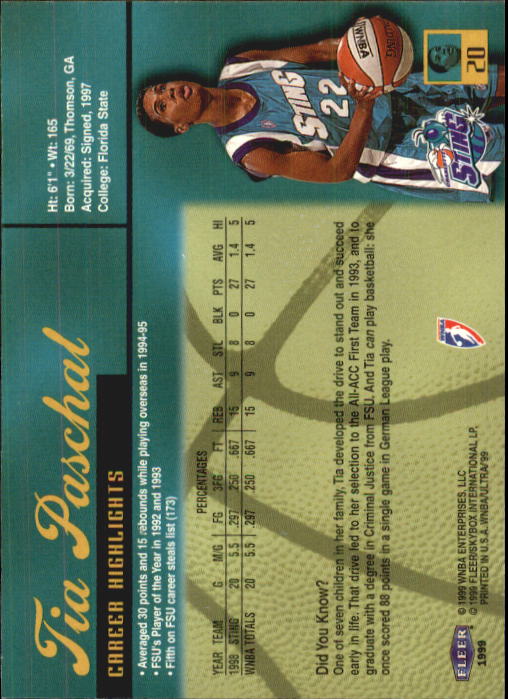 Tia Paschal
CAREER HIGHLIGHTS
Ht: 6'1" • Wt: 165
Born: 3/22/69, Thomson, GA
Acquired: Signed, 1997
College: Florida State
• Averaged 30 points and 15 rebounds while playing overseas in 1994-95
• FSU's Player of the Year in 1992 and 1993
• Fifth on FSU career steals list (173)
PERCENTAGES
YEAR TEAM G M/G FG 3FG FT REB AST STL BLK PTS AVG HI
1998 STING 20 5.5 .297 .250 .667 15 9 8 0 27 1.4 5
WNBA TOTALS 20 5.5 .297 .250 .667 15 9 8 0 27 1.4 5
Did You Know?
One of seven children in her family, Tia developed the drive to stand out and succeed
early in life. That drive led to her selection to the All-ACC First Team in 1993, and to
graduate with a degree in Criminal Justice from FSU. And Tia can play basketball: she
once scored 88 points in a single game in German League play.
WNBA
STING
22
STING
20
WNBA
FLEER
1999
© 1999 WNBA ENTERPRISES, LLC
© 1999 FLEER/SKYBOX INTERNATIONAL LP.
PRINTED IN U.S.A. WNBA/ULTRA/99